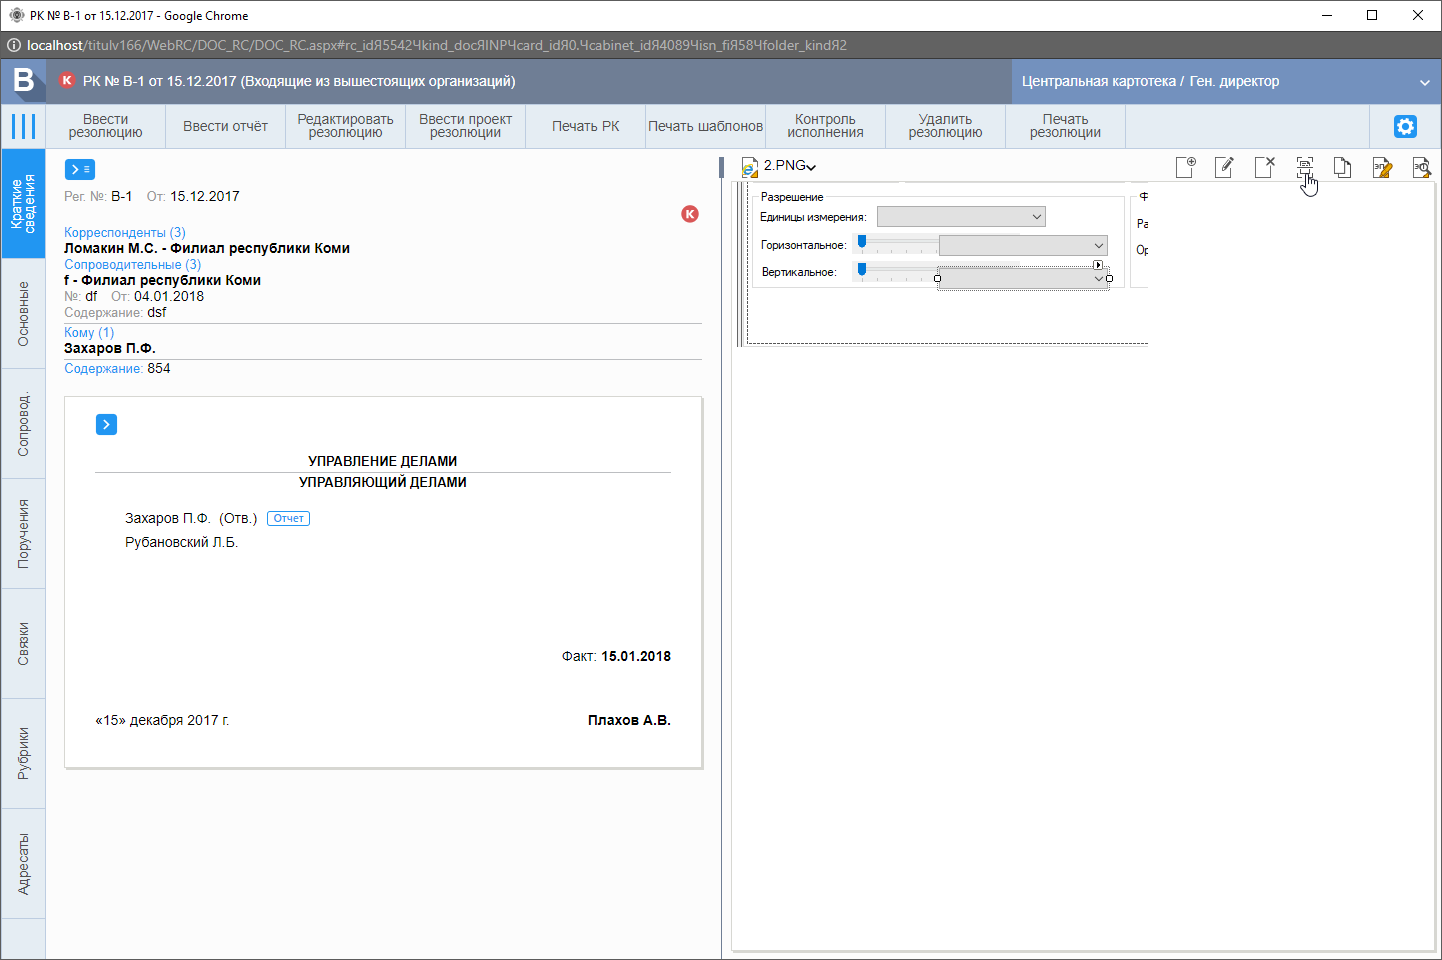 РК № В-1 от 15.12.2017 - Google Chrome
localhost/titulv166/WebRC/DOC_RC/DOC_RC.aspx#rc_idЯ5542Чkind_docЯINPЧcard_idЯ0.Чcabinet_idЯ4089Чisn_fiЯ58Чfolder_kindЯ2
В
К
РК № В-1 от 15.12.2017 (Входящие из вышестоящих организаций)
Центральная картотека / Ген. директор
Ввести
резолюцию
Ввести отчёт
Редактировать
резолюцию
Ввести проект
резолюции
Печать РК
Печать шаблонов
Контроль
исполнения
Удалить
резолюцию
Печать
резолюции
Краткие
сведения
Основные
Сопровод.
Поручения
Связки
Рубрики
Адресаты
Рег. №: В-1 От: 15.12.2017
К
Корреспонденты (3)
Ломакин М.С. - Филиал республики Коми
Сопроводительные (3)
f - Филиал республики Коми
№: df От: 04.01.2018
Содержание: dsf
Кому (1)
Захаров П.Ф.
Содержание: 854
УПРАВЛЕНИЕ ДЕЛАМИ
УПРАВЛЯЮЩИЙ ДЕЛАМИ
Захаров П.Ф. (Отв.) Отчет
Рубановский Л.Б.
Факт: 15.01.2018
«15» декабря 2017 г.
Плахов А.В.
2.PNG
эп
эп
Разрешение
Единицы измерения:
Горизонтальное:
Вертикальное:
Ф
Ра
Ор